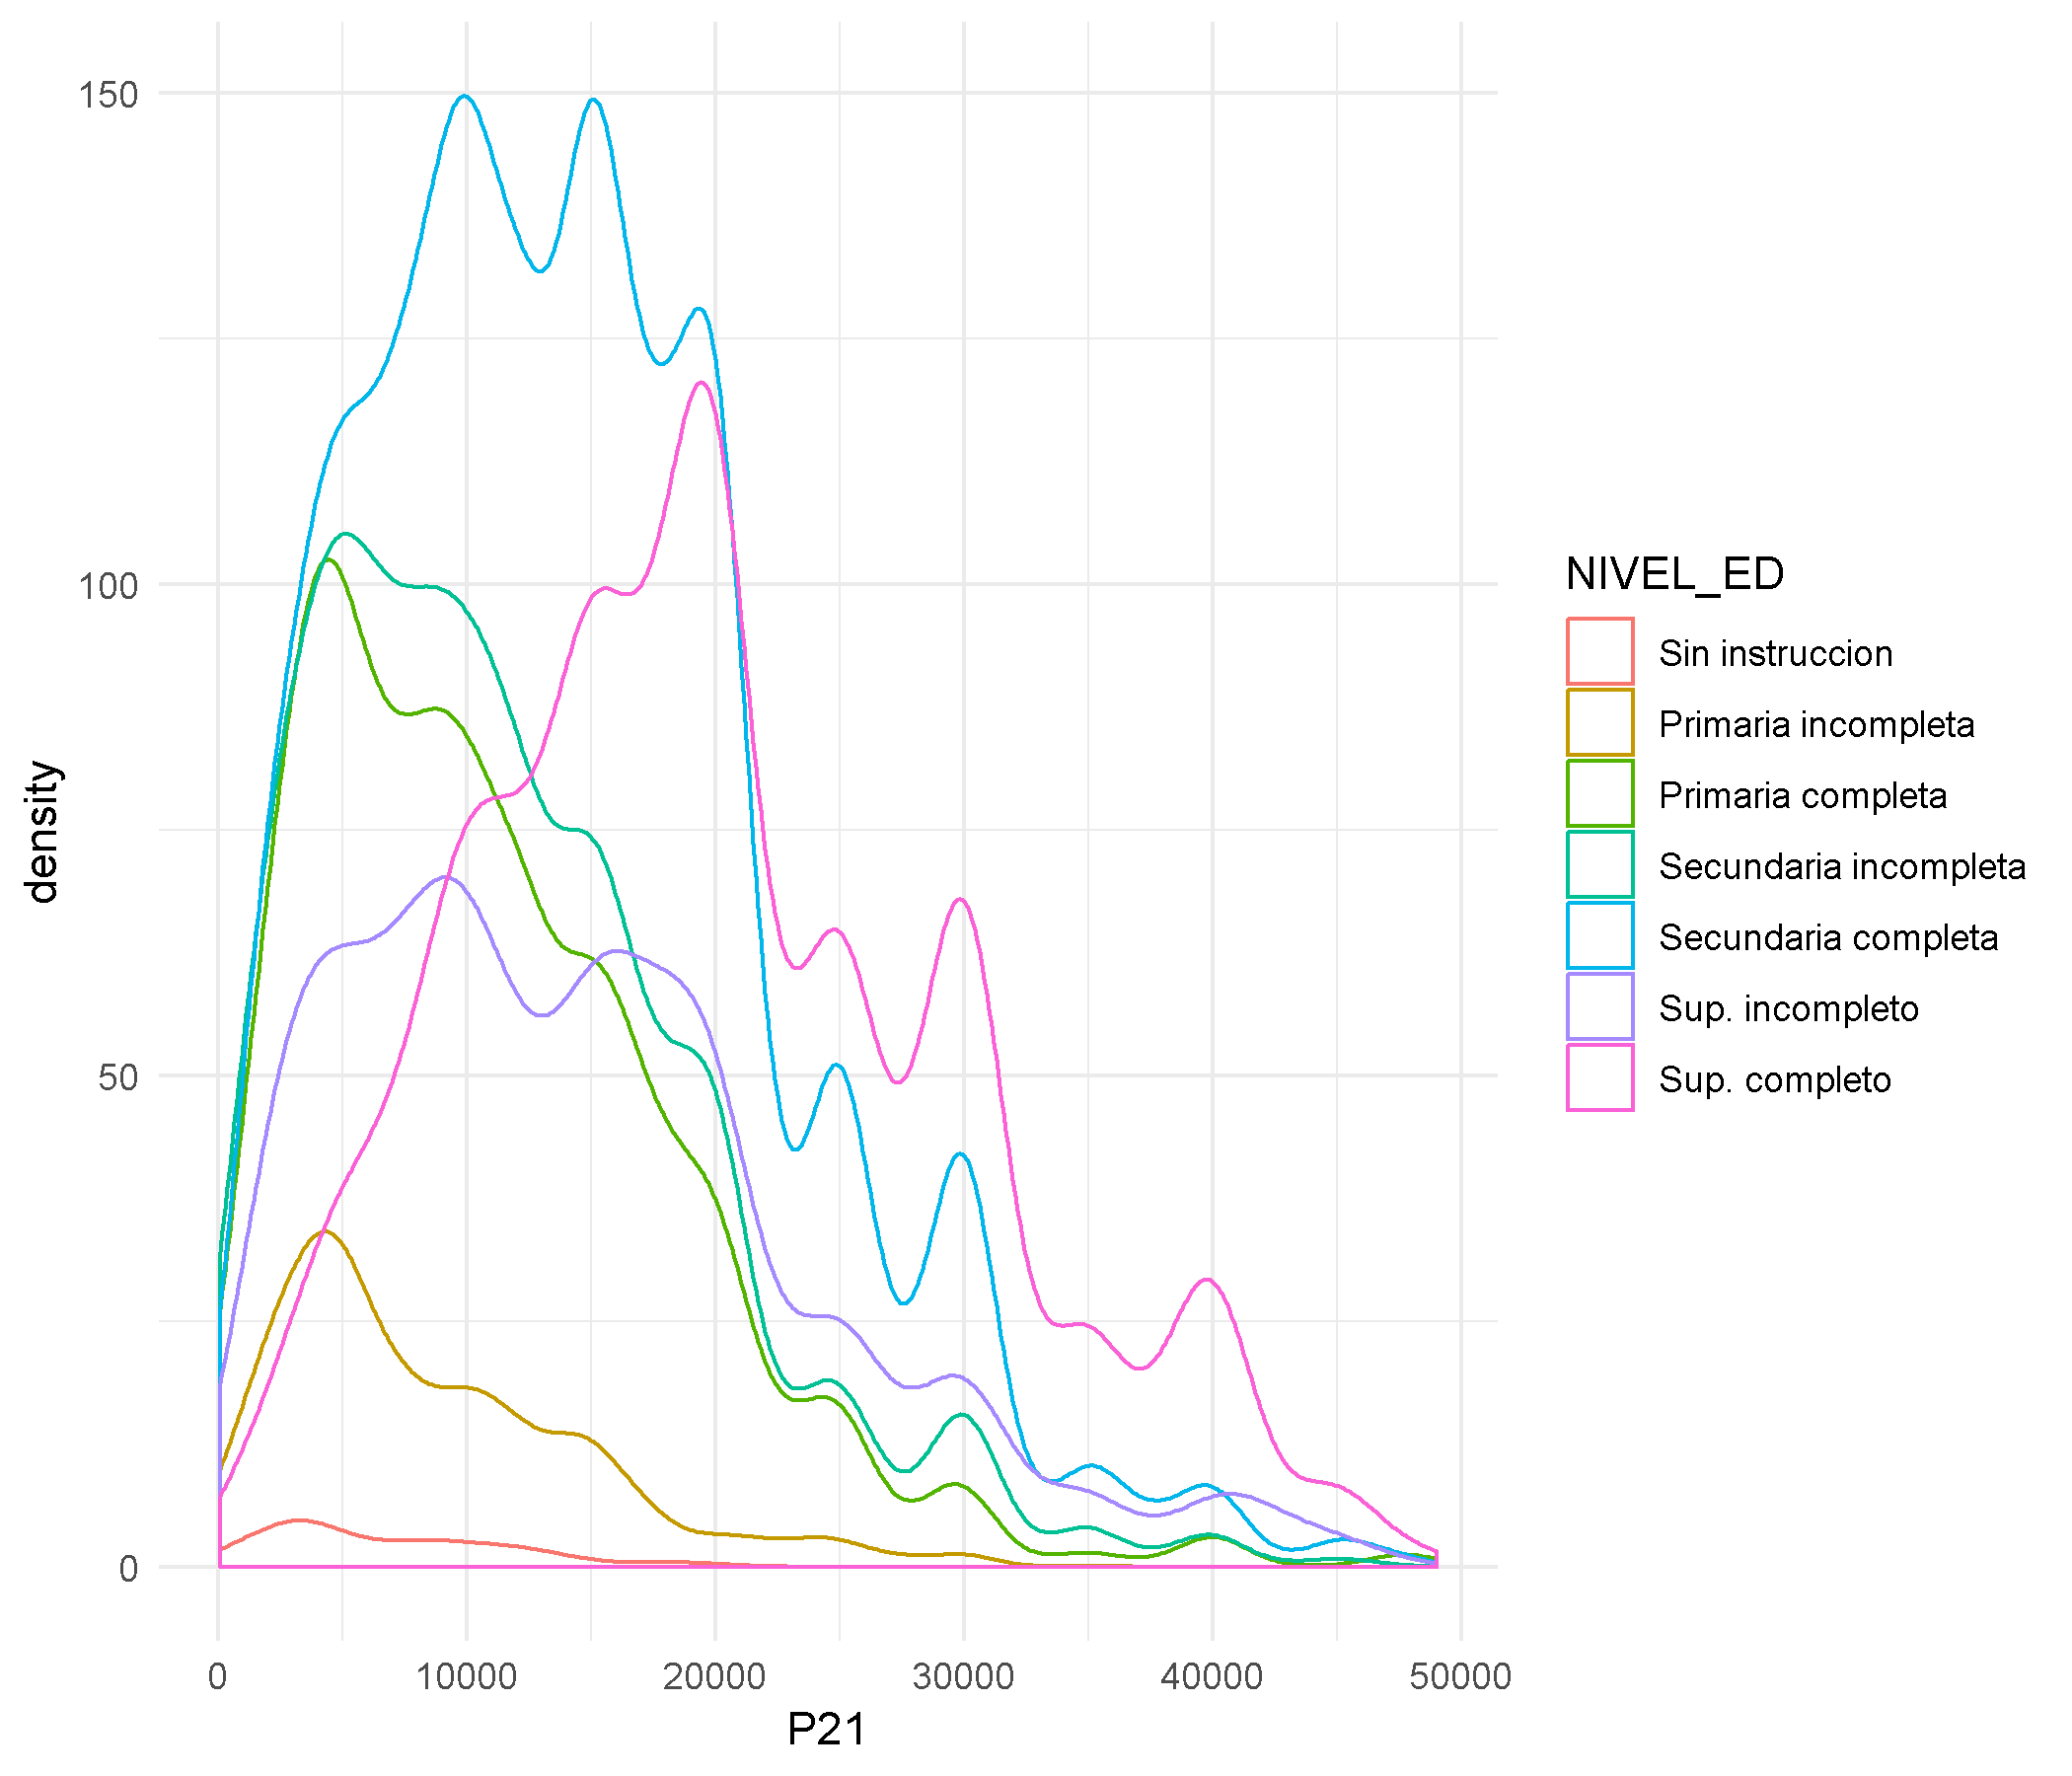 150
100
50
0
density
0 10000 20000 30000 40000 50000
P21
NIVEL_ED
Sin instruccion
Primaria incompleta
Primaria completa
Secundaria incompleta
Secundaria completa
Sup. incompleto
Sup. completo